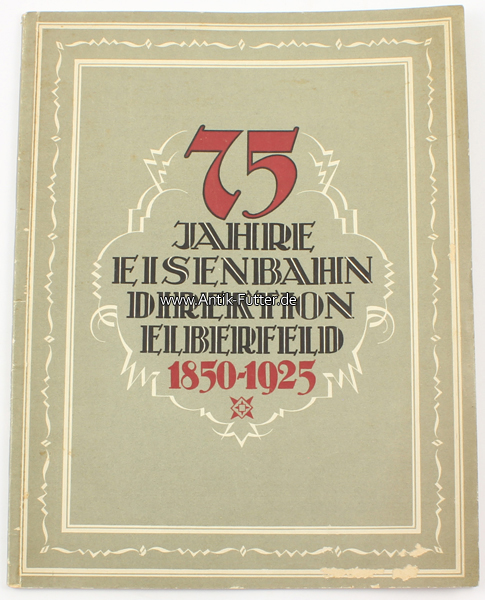 75
JAHRE
EISENBAHN
DIREKTION
ELBERFELD
1850-1925
www.Antik-Futter.de